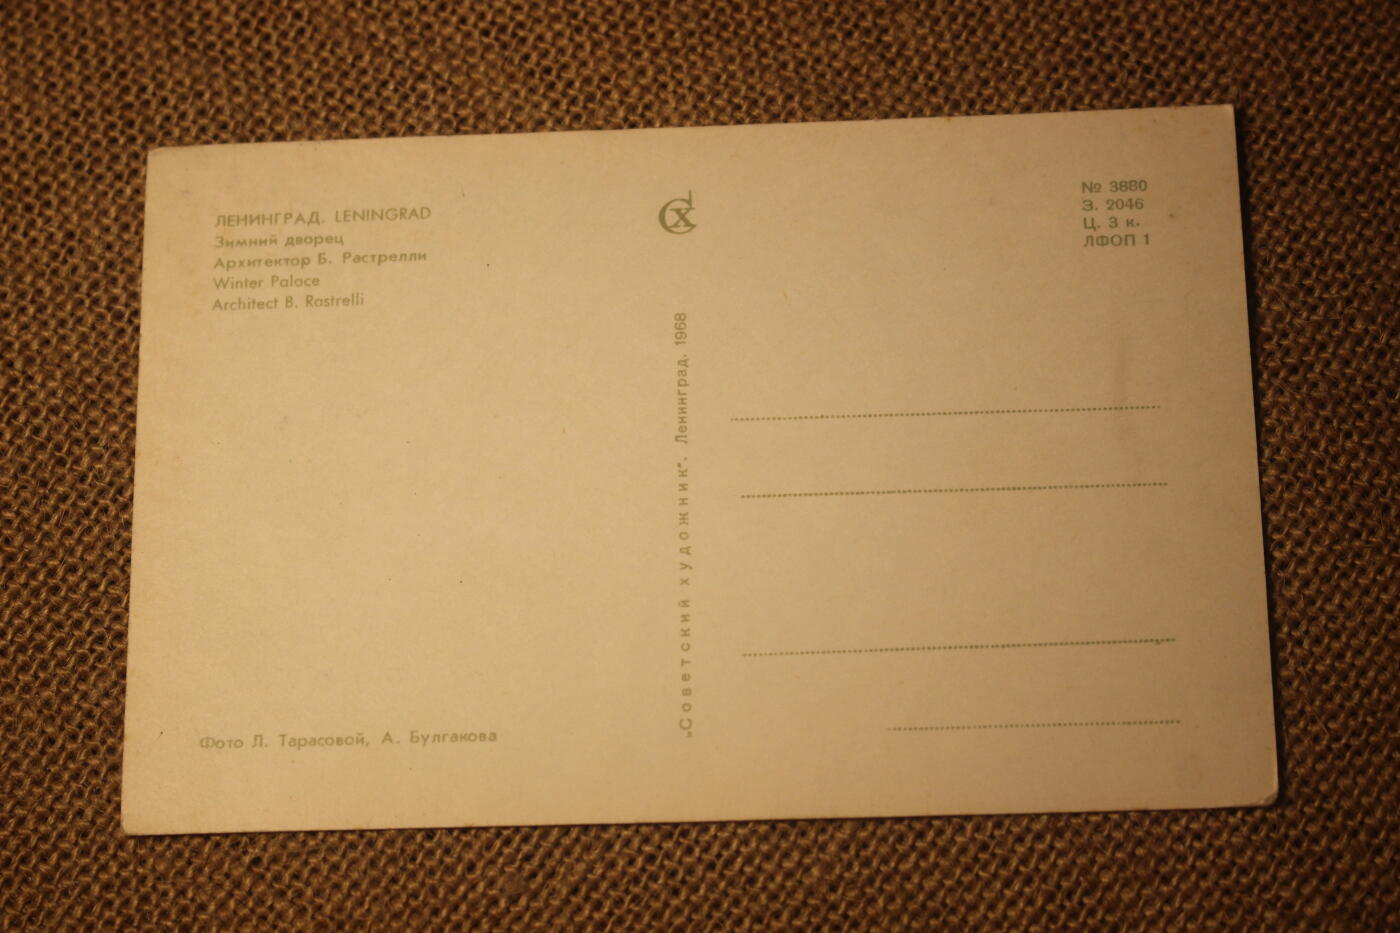 ЛЕНИНГРАД. LENINGRAD
Зимний дворец
Архитектор Б. Растрелли
Winter Palace
Architect B. Rastrelli
Фото Л. Тарасовой, А. Булгакова
СХ
„Советский художник“. Ленинград. 1968
№ 3880
З. 2046
Ц. 3 к.
ЛФОП 1